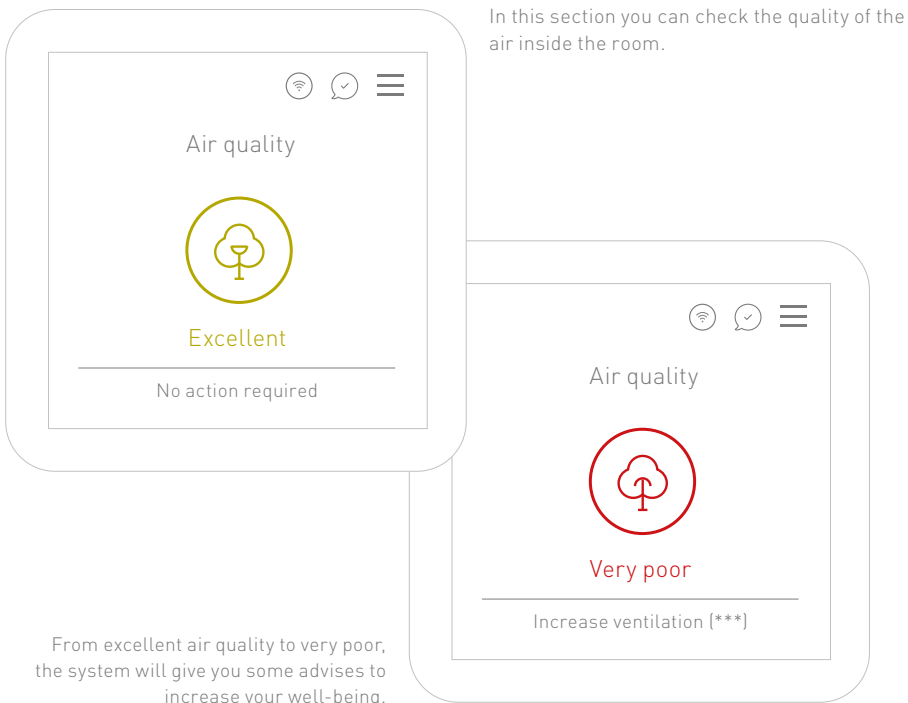 In this section you can check the quality of the
air inside the room.
Air quality
Excellent
No action required
Air quality
Very poor
Increase ventilation (***)
From excellent air quality to very poor,
the system will give you some advises to
increase your well-being.